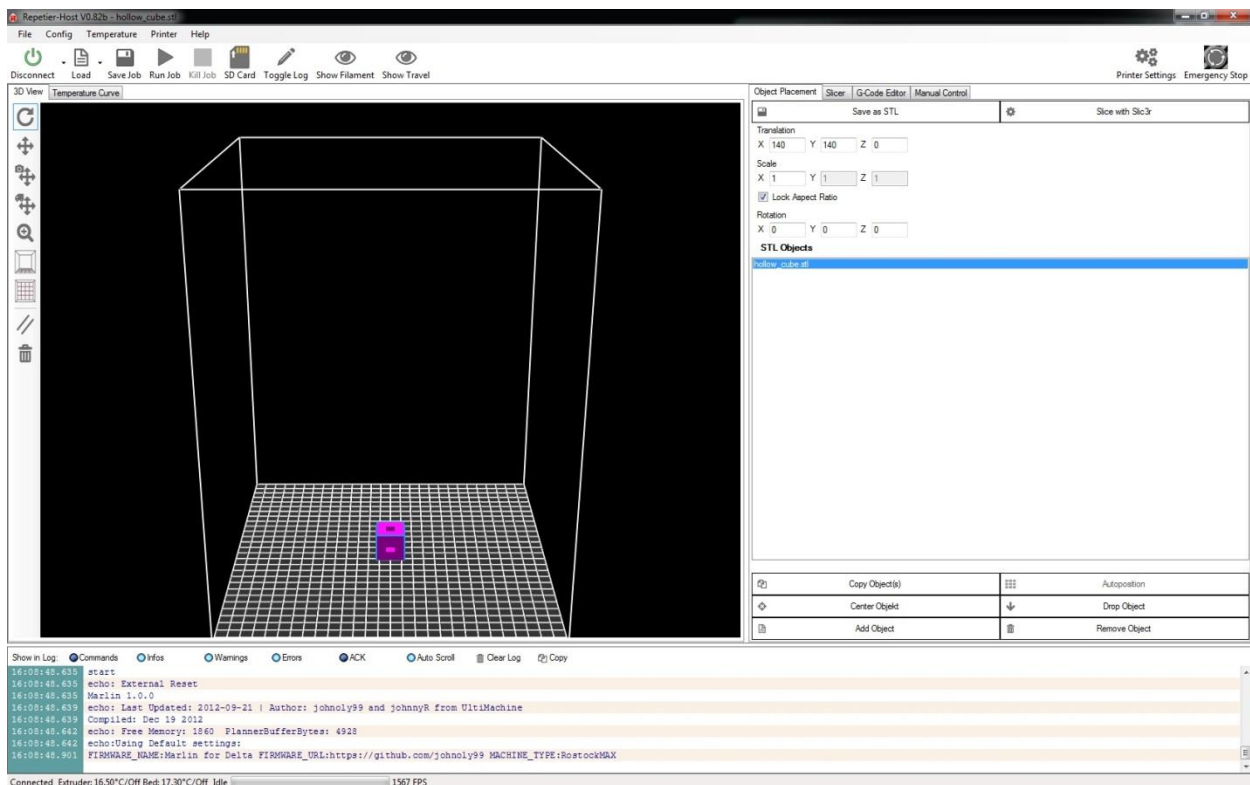 Repetier-Host V0.82b - hollow_cube.stl
File Config Temperature Printer Help
Disconnect Load Save Job Run Job Kill Job SD Card Toggle Log Show Filament Show Travel Printer Settings Emergency Stop
3D View Temperature Curve
Object Placement Slicer G-Code Editor Manual Control
Save as STL Slice with Slic3r
Translation
X 140 Y 140 Z 0
Scale
X 1 Y 1 Z 1
Lock Aspect Ratio
Rotation
X 0 Y 0 Z 0
STL Objects
hollow_cube.stl
Copy Object(s) Autoposition
Center Objekt Drop Object
Add Object Remove Object
Show in Log: Commands Infos Warnings Errors ACK Auto Scroll Clear Log Copy
16:08:48.635 start
16:08:48.635 echo: External Reset
16:08:48.635 Marlin 1.0.0
16:08:48.639 echo: Last Updated: 2012-09-21 | Author: johnoly99 and johnnyR from UltiMachine
16:08:48.639 Compiled: Dec 19 2012
16:08:48.642 echo: Free Memory: 1860 PlannerBufferBytes: 4928
16:08:48.642 echo:Using Default settings:
16:08:48.901 FIRMWARE_NAME:Marlin for Delta FIRMWARE_URL:https://github.com/johnoly99 MACHINE_TYPE:RostockMAX
Connected Extruder: 16.50°C/Off Bed: 17.30°C/Off Idle 1567 FPS